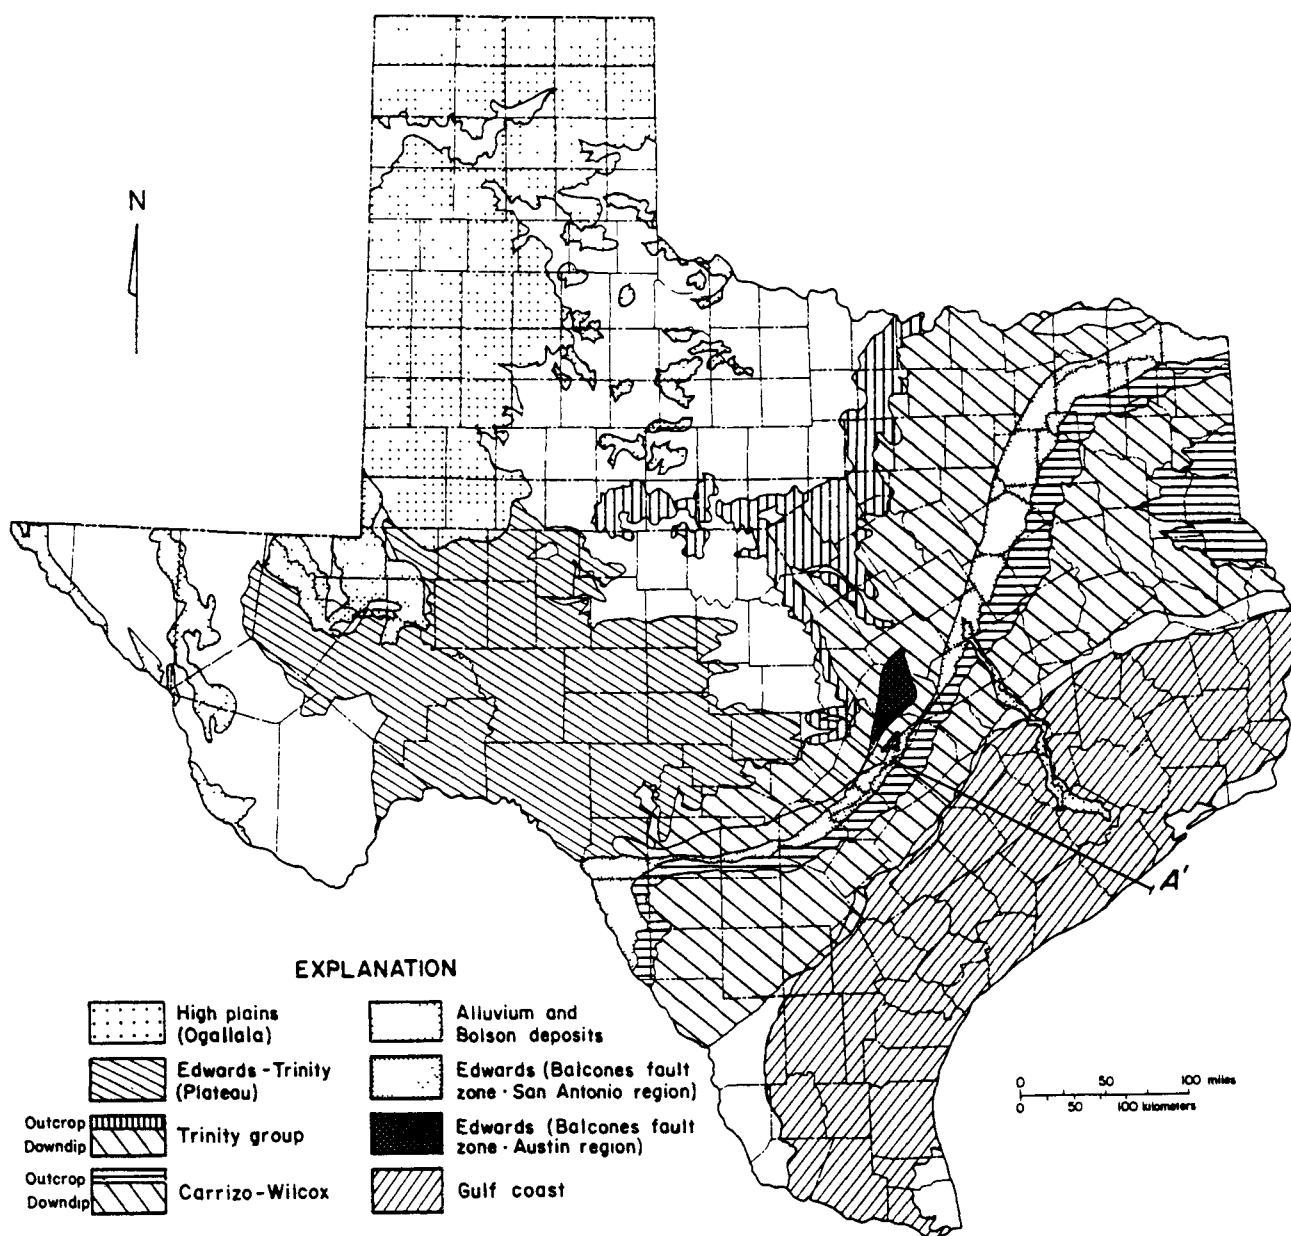 N
A
A'
EXPLANATION
High plains
(Ogallala)
Edwards-Trinity
(Plateau)
Outcrop
Downdip
Trinity group
Outcrop
Downdip
Carrizo-Wilcox
Alluvium and
Bolson deposits
Edwards (Balcones fault
zone - San Antonio region)
Edwards (Balcones fault
zone - Austin region)
Gulf coast
0 50 100 miles
0 50 100 kilometers